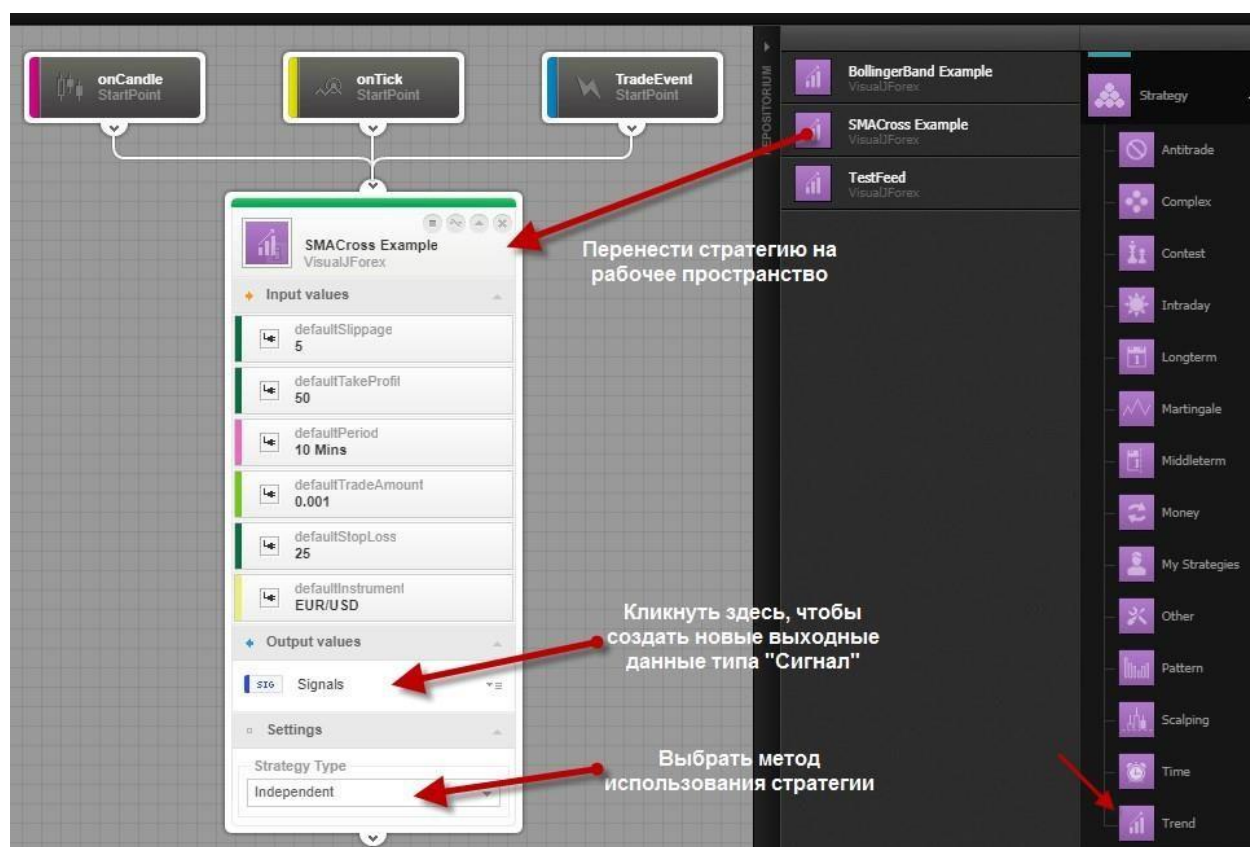 onCandle
StartPoint
onTick
StartPoint
TradeEvent
StartPoint
SMACross Example
VisualJForex
Input values
defaultSlippage
5
defaultTakeProfit
50
defaultPeriod
10 Mins
defaultTradeAmount
0.001
defaultStopLoss
25
defaultInstrument
EUR/USD
Output values
SIG Signals
Settings
Strategy Type
Independent
Перенести стратегию на
рабочее пространство
Кликнуть здесь, чтобы
создать новые выходные
данные типа "Сигнал"
Выбрать метод
использования стратегии
REPOSITORIUM
BollingerBand Example
VisualJForex
SMACross Example
VisualJForex
TestFeed
VisualJForex
Strategy
Antitrade
Complex
Contest
Intraday
Longterm
Martingale
Middleterm
Money
My Strategies
Other
Pattern
Scalping
Time
Trend